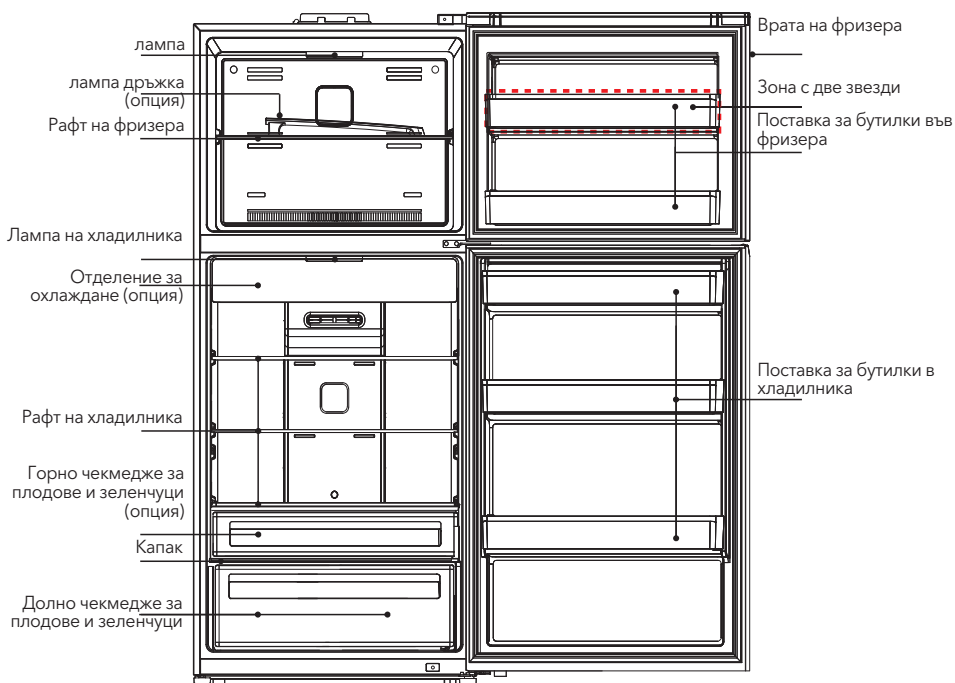 лампа
лампа дръжка
(опция)
Рафт на фризера
Лампа на хладилника
Отделение за
охлаждане (опция)
Рафт на хладилника
Горно чекмедже за
плодове и зеленчуци
(опция)
Капак
Долно чекмедже за
плодове и зеленчуци
Врата на фризера
Зона с две звезди
Поставка за бутилки във
фризера
Поставка за бутилки в
хладилника